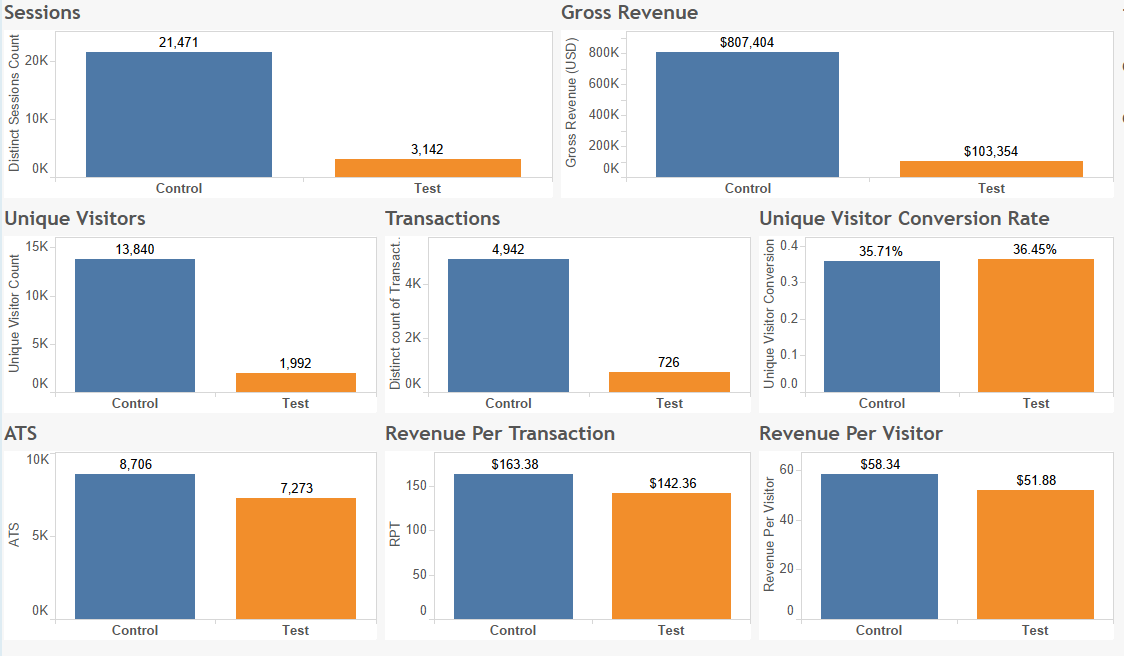 Sessions
Distinct Sessions Count
20K
10K
0K
21,471
3,142
Control
Test
Gross Revenue
Gross Revenue (USD)
800K
600K
400K
200K
0K
$807,404
$103,354
Control
Test
Unique Visitors
Unique Visitor Count
15K
10K
5K
0K
13,840
1,992
Control
Test
Transactions
Distinct count of Transact..
4K
2K
0K
4,942
726
Control
Test
Unique Visitor Conversion Rate
Unique Visitor Conversion
0.4
0.3
0.2
0.1
0.0
35.71%
36.45%
Control
Test
ATS
ATS
10K
5K
0K
8,706
7,273
Control
Test
Revenue Per Transaction
RPT
150
100
50
0
$163.38
$142.36
Control
Test
Revenue Per Visitor
Revenue Per Visitor
60
40
20
0
$58.34
$51.88
Control
Test